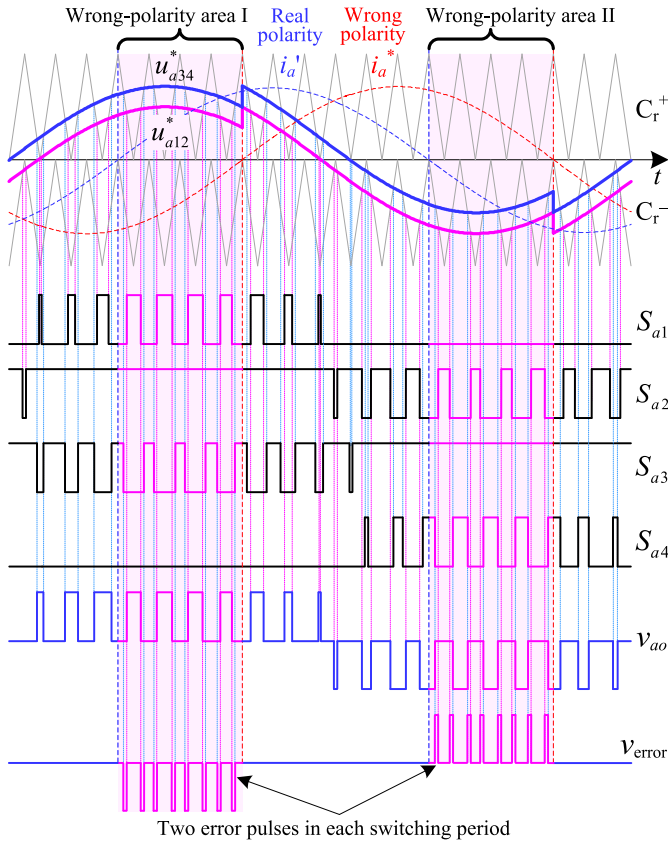 Wrong-polarity area I
Real polarity
Wrong polarity
Wrong-polarity area II
u*a34
ia'
ia*
u*a12
Cr+
t
Cr−
Sa1
Sa2
Sa3
Sa4
vao
verror
Two error pulses in each switching period